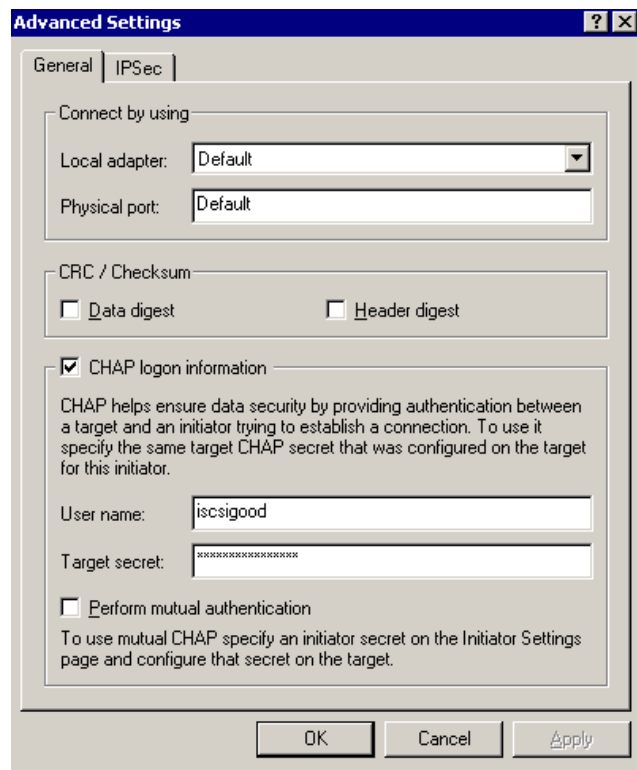 Advanced Settings
General
IPSec
Connect by using
Local adapter: Default
Physical port: Default
CRC / Checksum
Data digest
Header digest
CHAP logon information
CHAP helps ensure data security by providing authentication between
a target and an initiator trying to establish a connection. To use it
specify the same target CHAP secret that was configured on the target
for this initiator.
User name: iscsigood
Target secret: ****************
Perform mutual authentication
To use mutual CHAP specify an initiator secret on the Initiator Settings
page and configure that secret on the target.
OK
Cancel
Apply